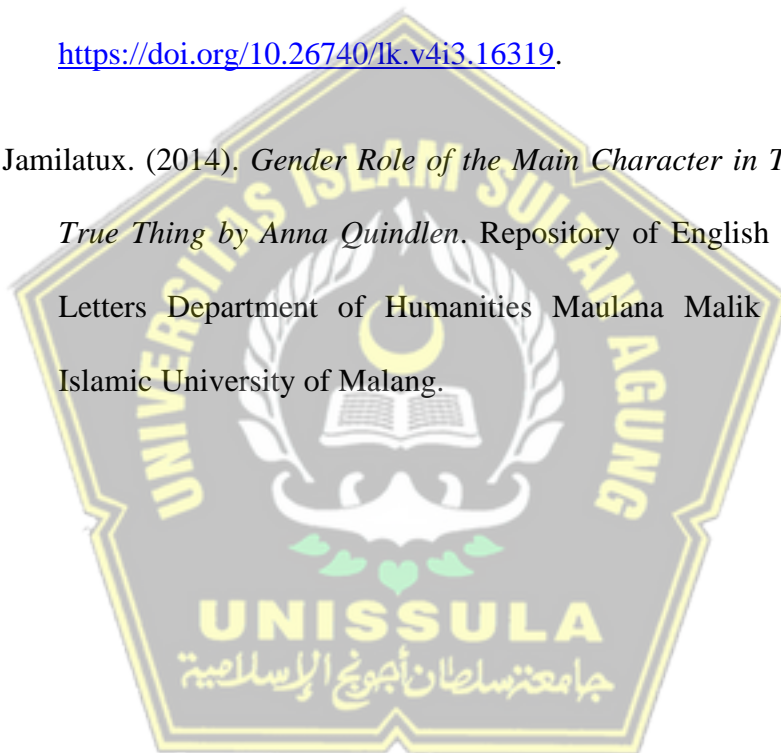 https://doi.org/10.26740/lk.v4i3.16319.
Jamilatux. (2014). Gender Role of the Main Character in T
True Thing by Anna Quindlen. Repository of English
Letters Department of Humanities Maulana Malik
Islamic University of Malang.
UNIVERSITAS ISLAM SULTAN AGUNG
UNISSULA
جامعتنسلطان أجونج الإسلامية